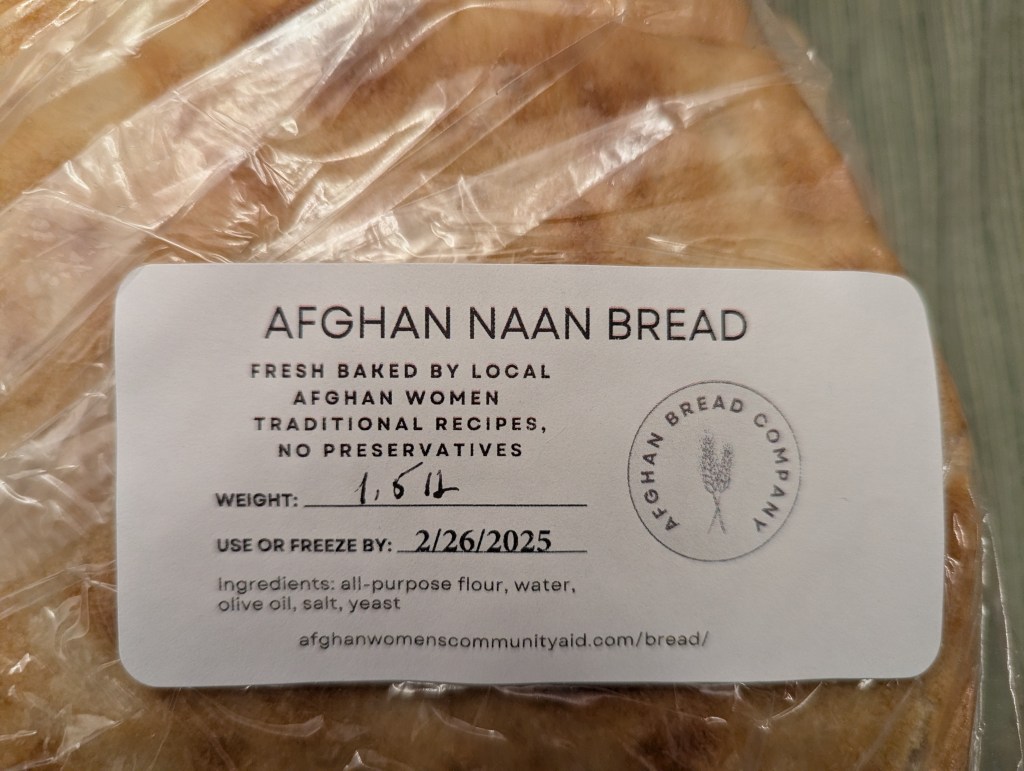 AFGHAN NAAN BREAD
FRESH BAKED BY LOCAL
AFGHAN WOMEN
TRADITIONAL RECIPES,
NO PRESERVATIVES
WEIGHT: 1.5 lb
USE OR FREEZE BY: 2/26/2025
Ingredients: all-purpose flour, water,
olive oil, salt, yeast
afghanwomenscommunityaid.com/bread/
AFGHAN BREAD COMPANY